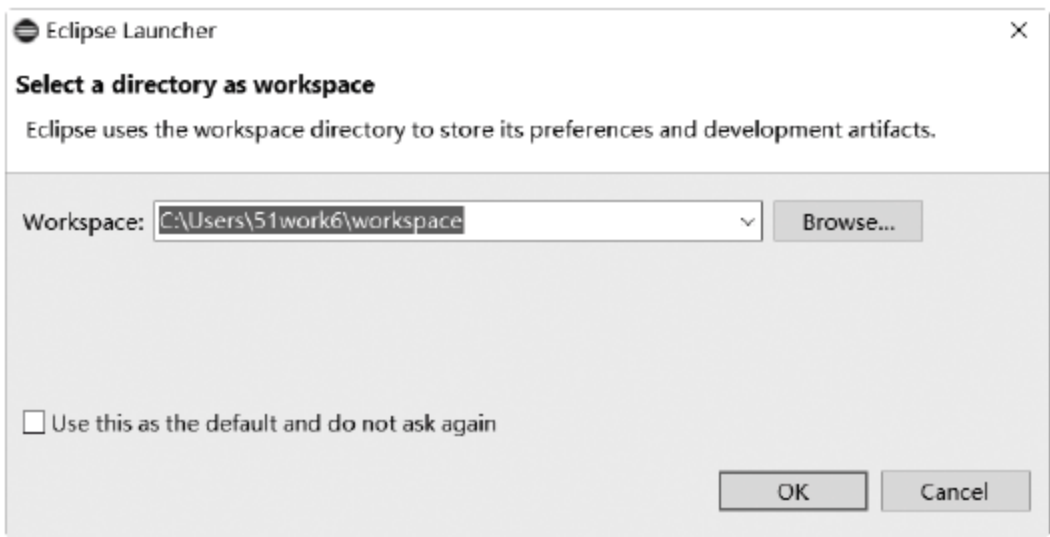 Eclipse Launcher
Select a directory as workspace
Eclipse uses the workspace directory to store its preferences and development artifacts.
Workspace: C:\Users\51work6\workspace Browse...
Use this as the default and do not ask again
OK Cancel